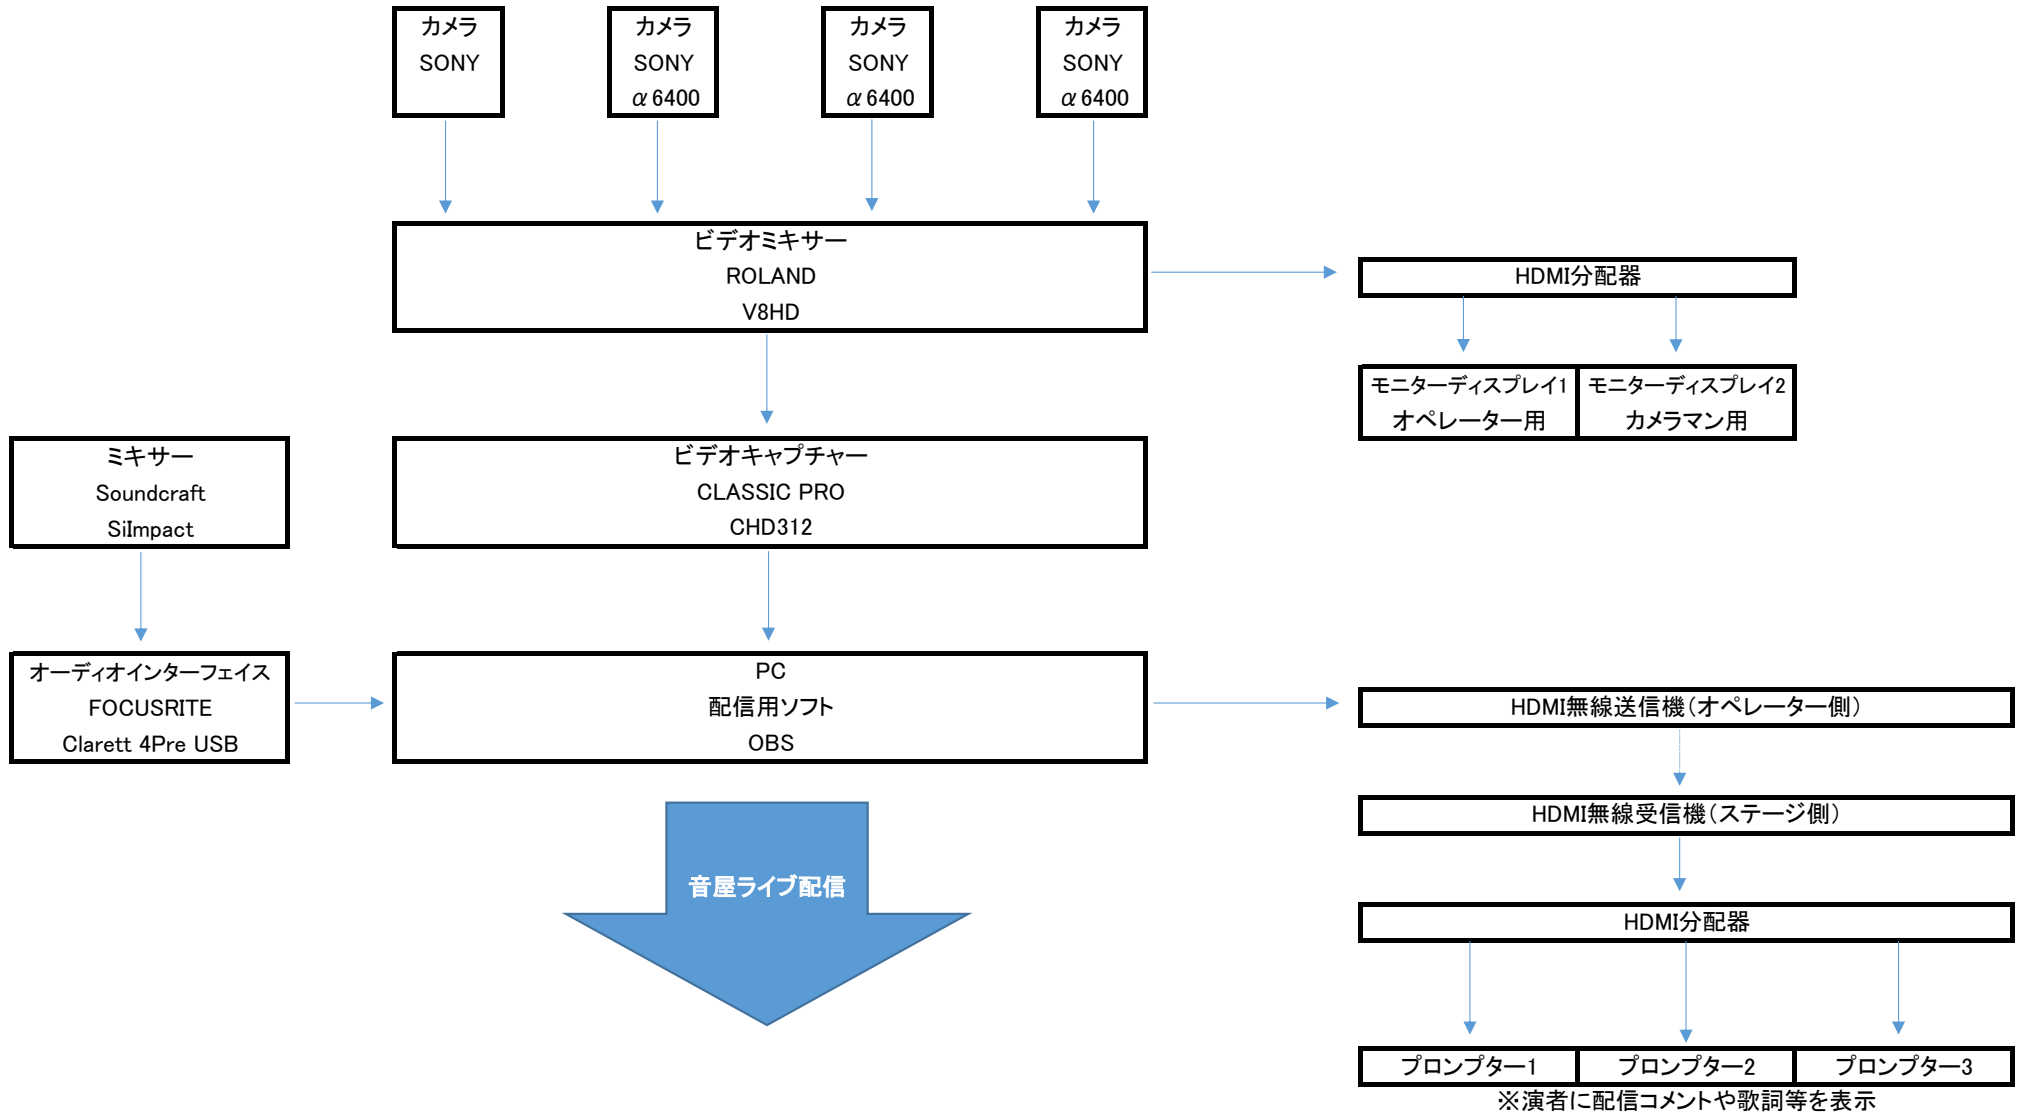 カメラ
SONY
カメラ
SONY
α6400
カメラ
SONY
α6400
カメラ
SONY
α6400
ビデオミキサー
ROLAND
V8HD
HDMI分配器
モニターディスプレイ1
オペレーター用
モニターディスプレイ2
カメラマン用
ミキサー
Soundcraft
SiImpact
ビデオキャプチャー
CLASSIC PRO
CHD312
オーディオインターフェイス
FOCUSRITE
Clarett 4Pre USB
PC
配信用ソフト
OBS
HDMI無線送信機（オペレーター側）
HDMI無線受信機（ステージ側）
音屋ライブ配信
HDMI分配器
プロンプター1
プロンプター2
プロンプター3
※演者に配信コメントや歌詞等を表示